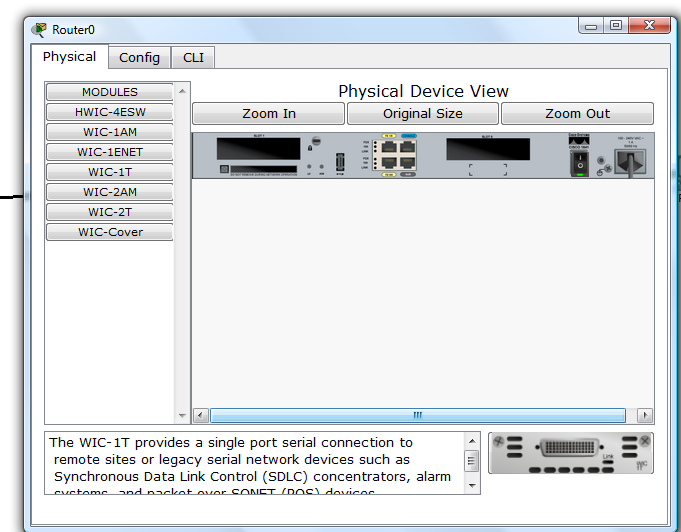 Router0
Physical
Config
CLI
MODULES
HWIC-4ESW
WIC-1AM
WIC-1ENET
WIC-1T
WIC-2AM
WIC-2T
WIC-Cover
Physical Device View
Zoom In
Original Size
Zoom Out
The WIC-1T provides a single port serial connection to
remote sites or legacy serial network devices such as
Synchronous Data Link Control (SDLC) concentrators, alarm
systems, and packet over SONET (POS) devices.
Link
WIC
1T